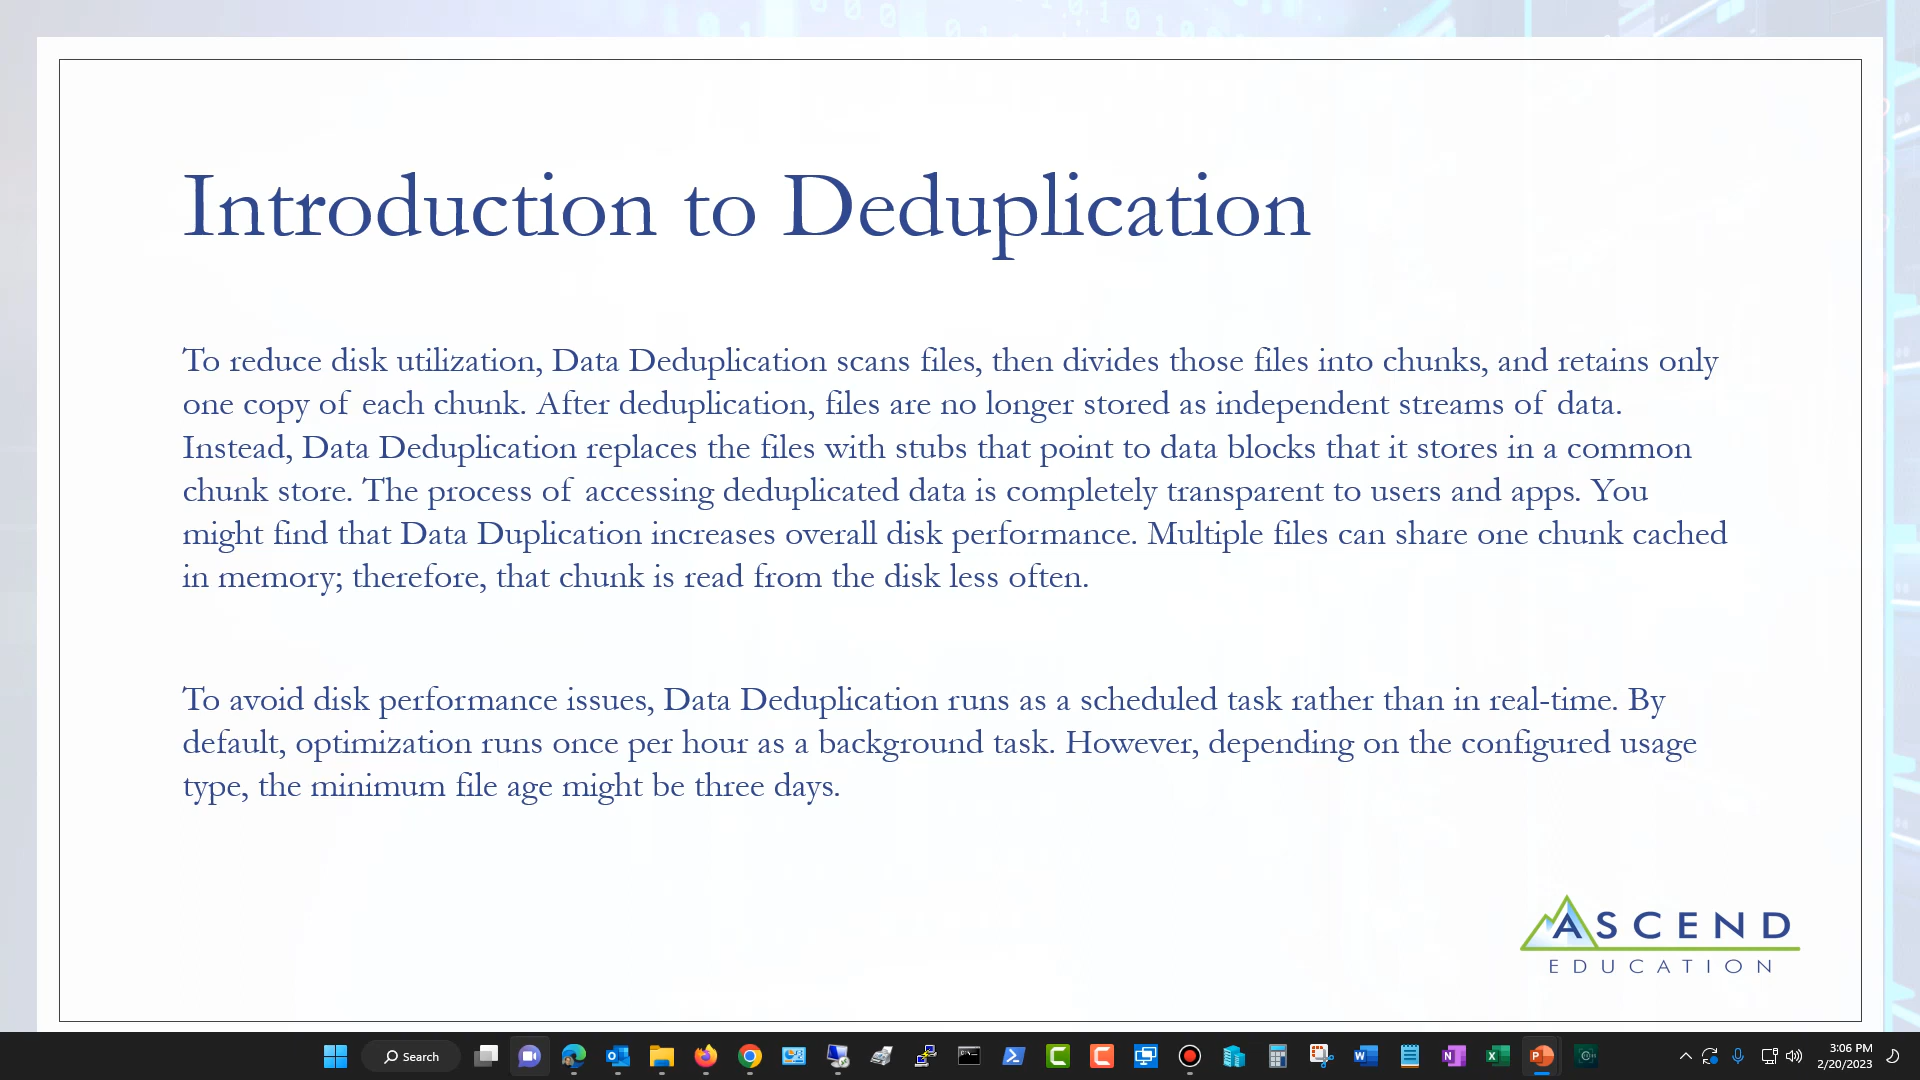 Introduction to Deduplication
To reduce disk utilization, Data Deduplication scans files, then divides those files into chunks, and retains only
one copy of each chunk. After deduplication, files are no longer stored as independent streams of data.
Instead, Data Deduplication replaces the files with stubs that point to data blocks that it stores in a common
chunk store. The process of accessing deduplicated data is completely transparent to users and apps. You
might find that Data Duplication increases overall disk performance. Multiple files can share one chunk cached
in memory; therefore, that chunk is read from the disk less often.
To avoid disk performance issues, Data Deduplication runs as a scheduled task rather than in real-time. By
default, optimization runs once per hour as a background task. However, depending on the configured usage
type, the minimum file age might be three days.
ASCEND
EDUCATION
Search
3:06 PM
2/20/2023